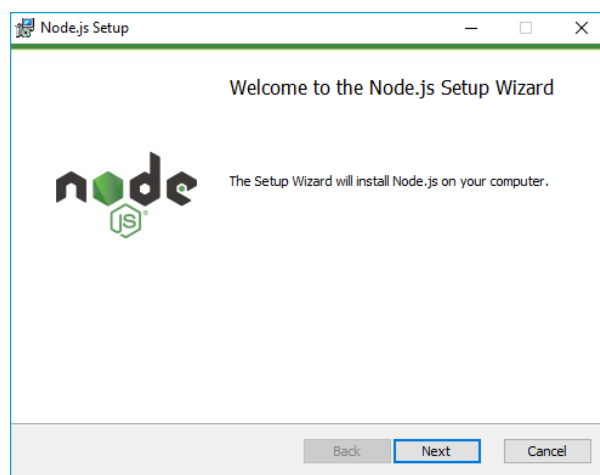 Node.js Setup
Welcome to the Node.js Setup Wizard
node
JS
The Setup Wizard will install Node.js on your computer.
Back Next Cancel